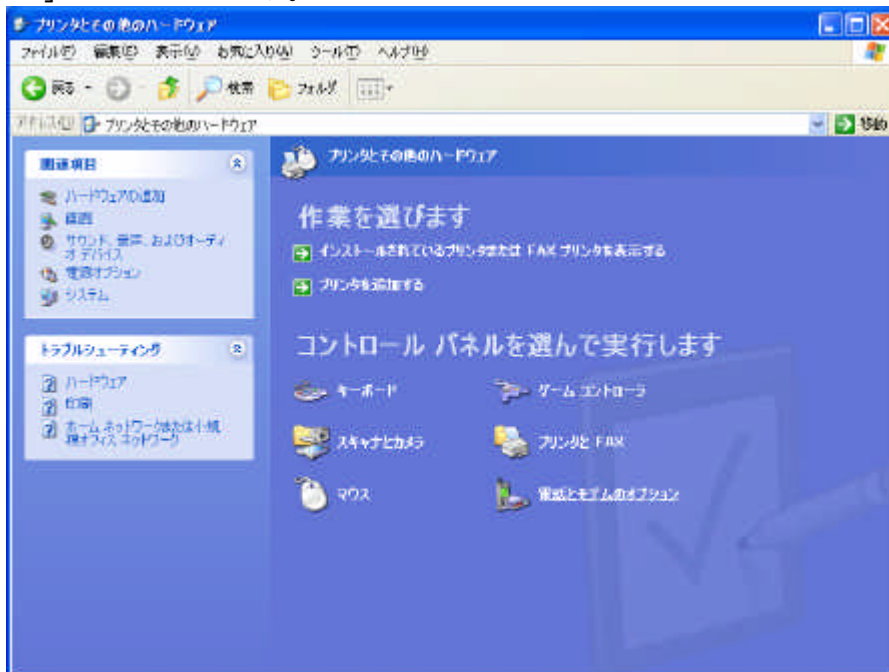 プリンタとその他のハードウェア
ファイル(F) 編集(E) 表示(V) お気に入り(A) ツール(T) ヘルプ(H)
戻る 検索 フォルダ
アドレス(D) プリンタとその他のハードウェア 移動
関連項目
ハードウェアの追加
画面
サウンド、音声、およびオーディ
オ デバイス
電源オプション
システム
トラブルシューティング
ハードウェア
印刷
ホーム ネットワークまたは小規
模オフィス ネットワーク
プリンタとその他のハードウェア
作業を選びます
インストールされているプリンタまたは FAX プリンタを表示する
プリンタを追加する
コントロール パネルを選んで実行します
キーボード
ゲーム コントローラ
スキャナとカメラ
プリンタと FAX
マウス
電話とモデムのオプション